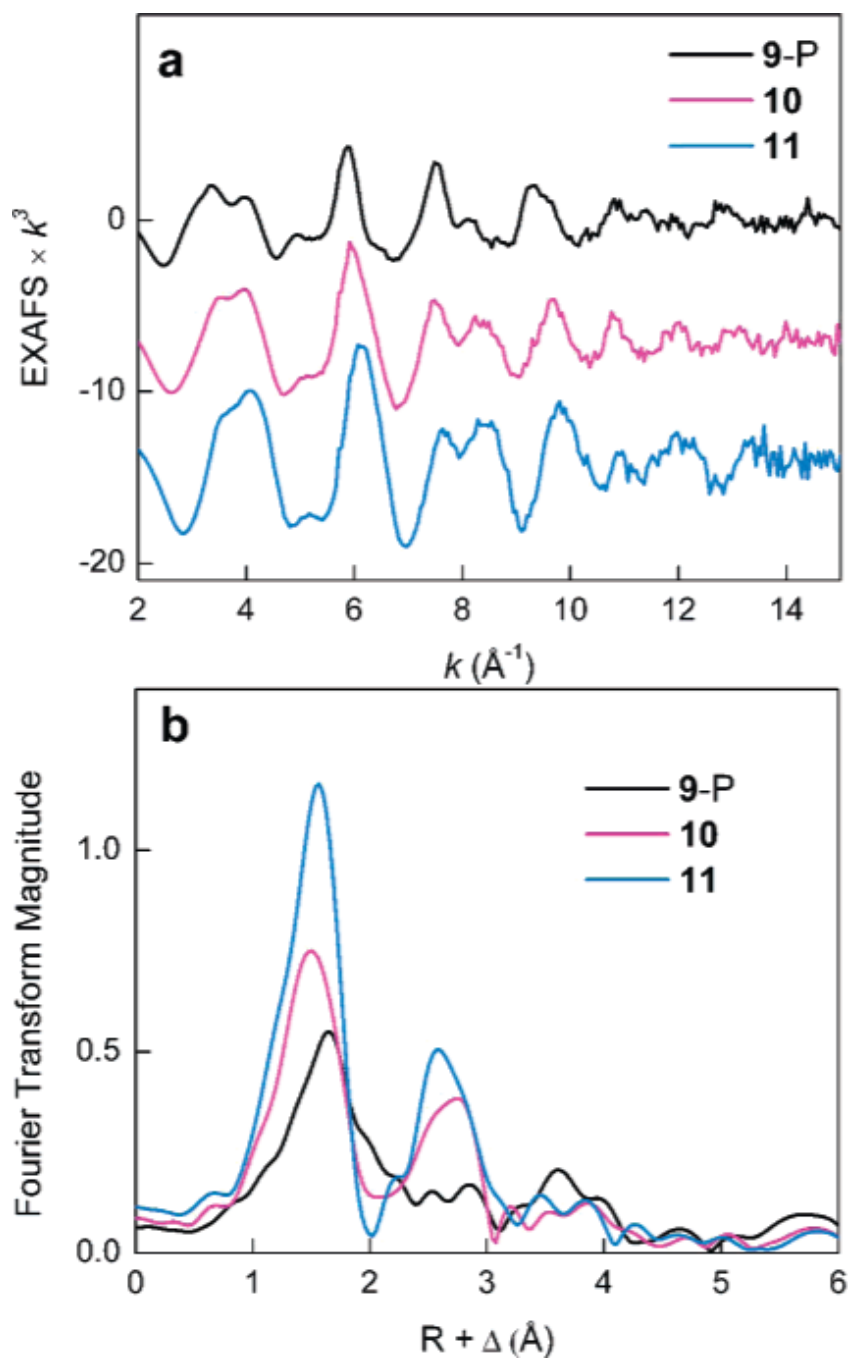 a
9-P
10
11
EXAFS × k³
0
-10
-20
2 4 6 8 10 12 14
k (Å⁻¹)
b
9-P
10
11
Fourier Transform Magnitude
1.0
0.5
0.0
0 1 2 3 4 5 6
R + Δ (Å)